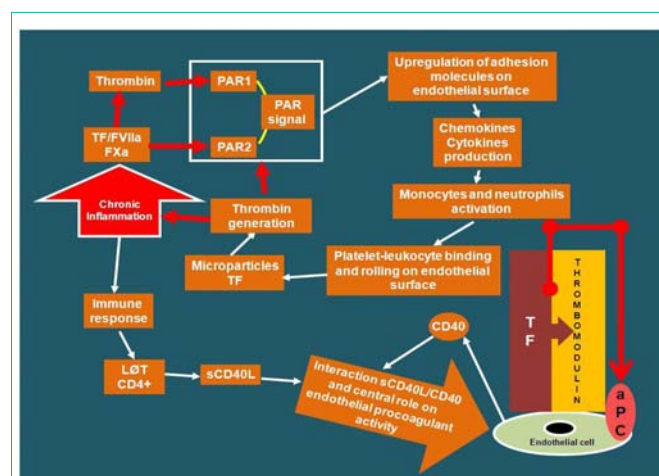 Thrombin
PAR1
PAR
signal
TF/FVIIa
FXa
PAR2
Chronic
Inflammation
Thrombin
generation
Microparticles
TF
Upregulation of adhesion
molecules on
endothelial surface
Chemokines
Cytokines
production
Monocytes and neutrophils
activation
Platelet-leukocyte binding
and rolling on endothelial
surface
Immune
response
LØT
CD4+
sCD40L
CD40
Interaction sCD40L/CD40
and central role on
endothelial procoagulant
activity
TF
THROMBOMODULIN
aPC
Endothelial cell